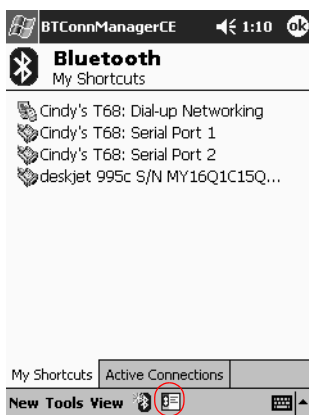 BTConnManagerCE 1:10 ok
Bluetooth
My Shortcuts
Cindy's T68: Dial-up Networking
Cindy's T68: Serial Port 1
Cindy's T68: Serial Port 2
deskjet 995c S/N MY16Q1C15Q...
My Shortcuts Active Connections
New Tools View